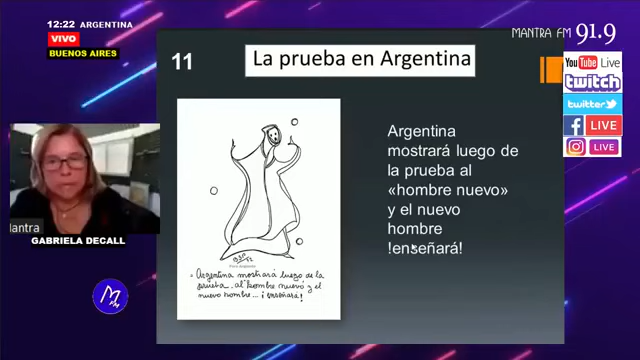 12:22 ARGENTINA
VIVO
BUENOS AIRES
MANTRA FM 91.9
YouTube Live
twitch
twitter
LIVE
LIVE
11
La prueba en Argentina
Argentina
mostrará luego de
la prueba al
«hombre nuevo»
y el nuevo
hombre
!enseñará!
Argentina mostrará luego de la
prueba al hombre nuevo y el
nuevo hombre... ¡enseñará!
lantra
GABRIELA DECALL
FM